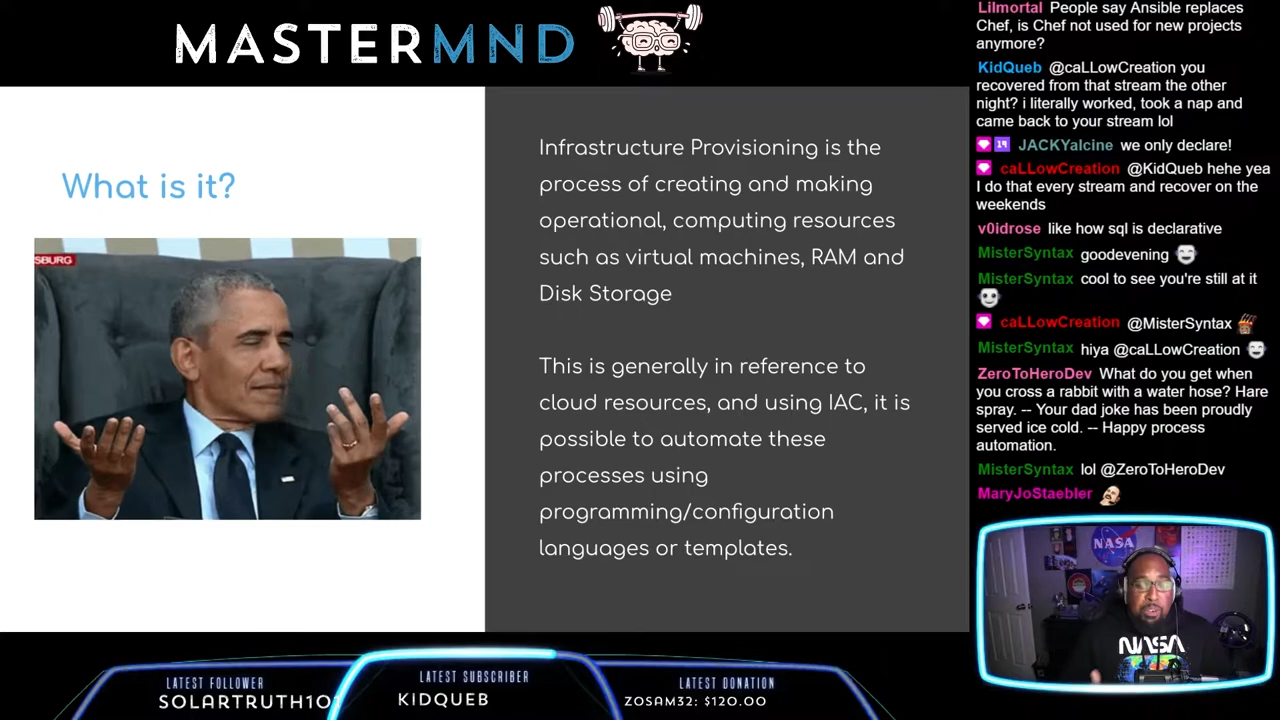 MASTERMND
What is it?
SBURG
Infrastructure Provisioning is the
process of creating and making
operational, computing resources
such as virtual machines, RAM and
Disk Storage
This is generally in reference to
cloud resources, and using IAC, it is
possible to automate these
processes using
programming/configuration
languages or templates.
Lilmortal People say Ansible replaces
Chef, is Chef not used for new projects
anymore?
KidQueb @caLLowCreation you
recovered from that stream the other
night? i literally worked, took a nap and
came back to your stream lol
19 JACKYalcine we only declare!
caLLowCreation @KidQueb hehe yea
I do that every stream and recover on the
weekends
v0idrose like how sql is declarative
MisterSyntax goodevening
MisterSyntax cool to see you're still at it
caLLowCreation @MisterSyntax
MisterSyntax hiya @caLLowCreation
ZeroToHeroDev What do you get when
you cross a rabbit with a water hose? Hare
spray. -- Your dad joke has been proudly
served ice cold. -- Happy process
automation.
MisterSyntax lol @ZeroToHeroDev
MaryJoStaebler
NASA
NASA
LATEST FOLLOWER
SOLARTRUTH101
LATEST SUBSCRIBER
KIDQUEB
LATEST DONATION
ZOSAM32: $120.00